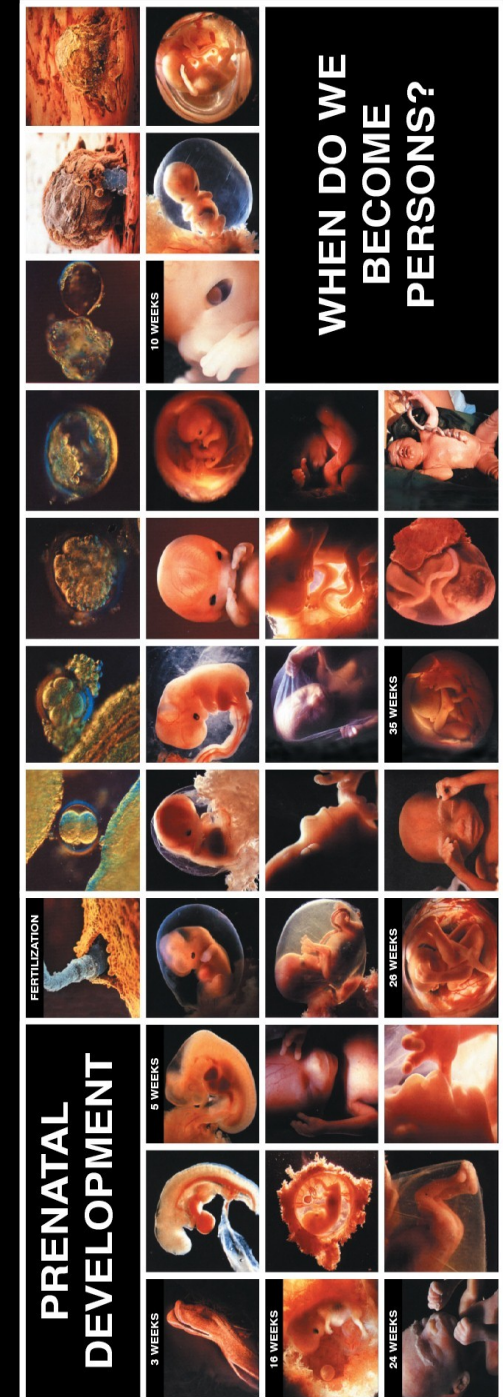 PRENATAL
DEVELOPMENT
FERTILIZATION
3 WEEKS
5 WEEKS
10 WEEKS
16 WEEKS
24 WEEKS
26 WEEKS
35 WEEKS
WHEN DO WE
BECOME
PERSONS?